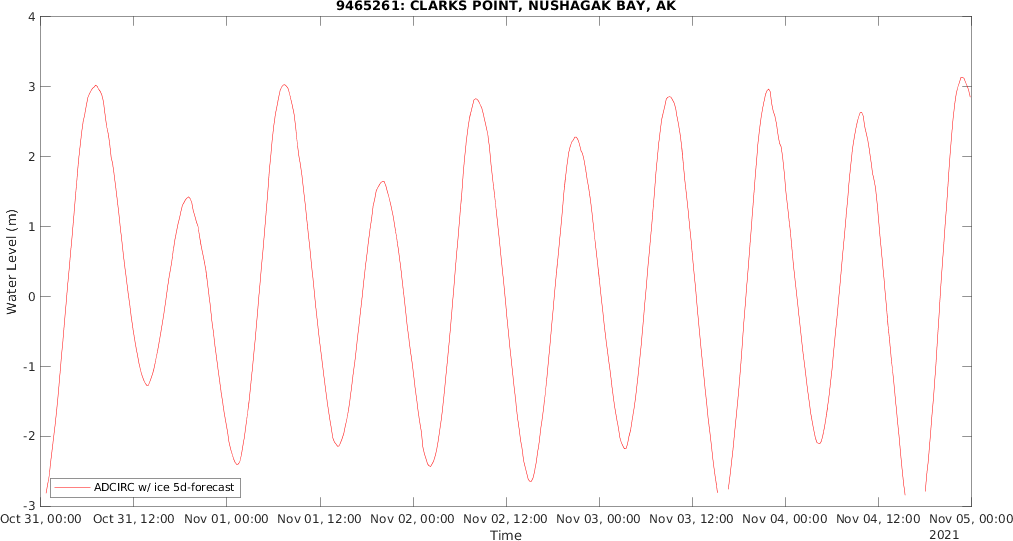 9465261: CLARKS POINT, NUSHAGAK BAY, AK
4
3
2
1
0
-1
-2
-3
Water Level (m)
ADCIRC w/ ice 5d-forecast
Oct 31, 00:00 Oct 31, 12:00 Nov 01, 00:00 Nov 01, 12:00 Nov 02, 00:00 Nov 02, 12:00 Nov 03, 00:00 Nov 03, 12:00 Nov 04, 00:00 Nov 04, 12:00 Nov 05, 00:00
Time
2021